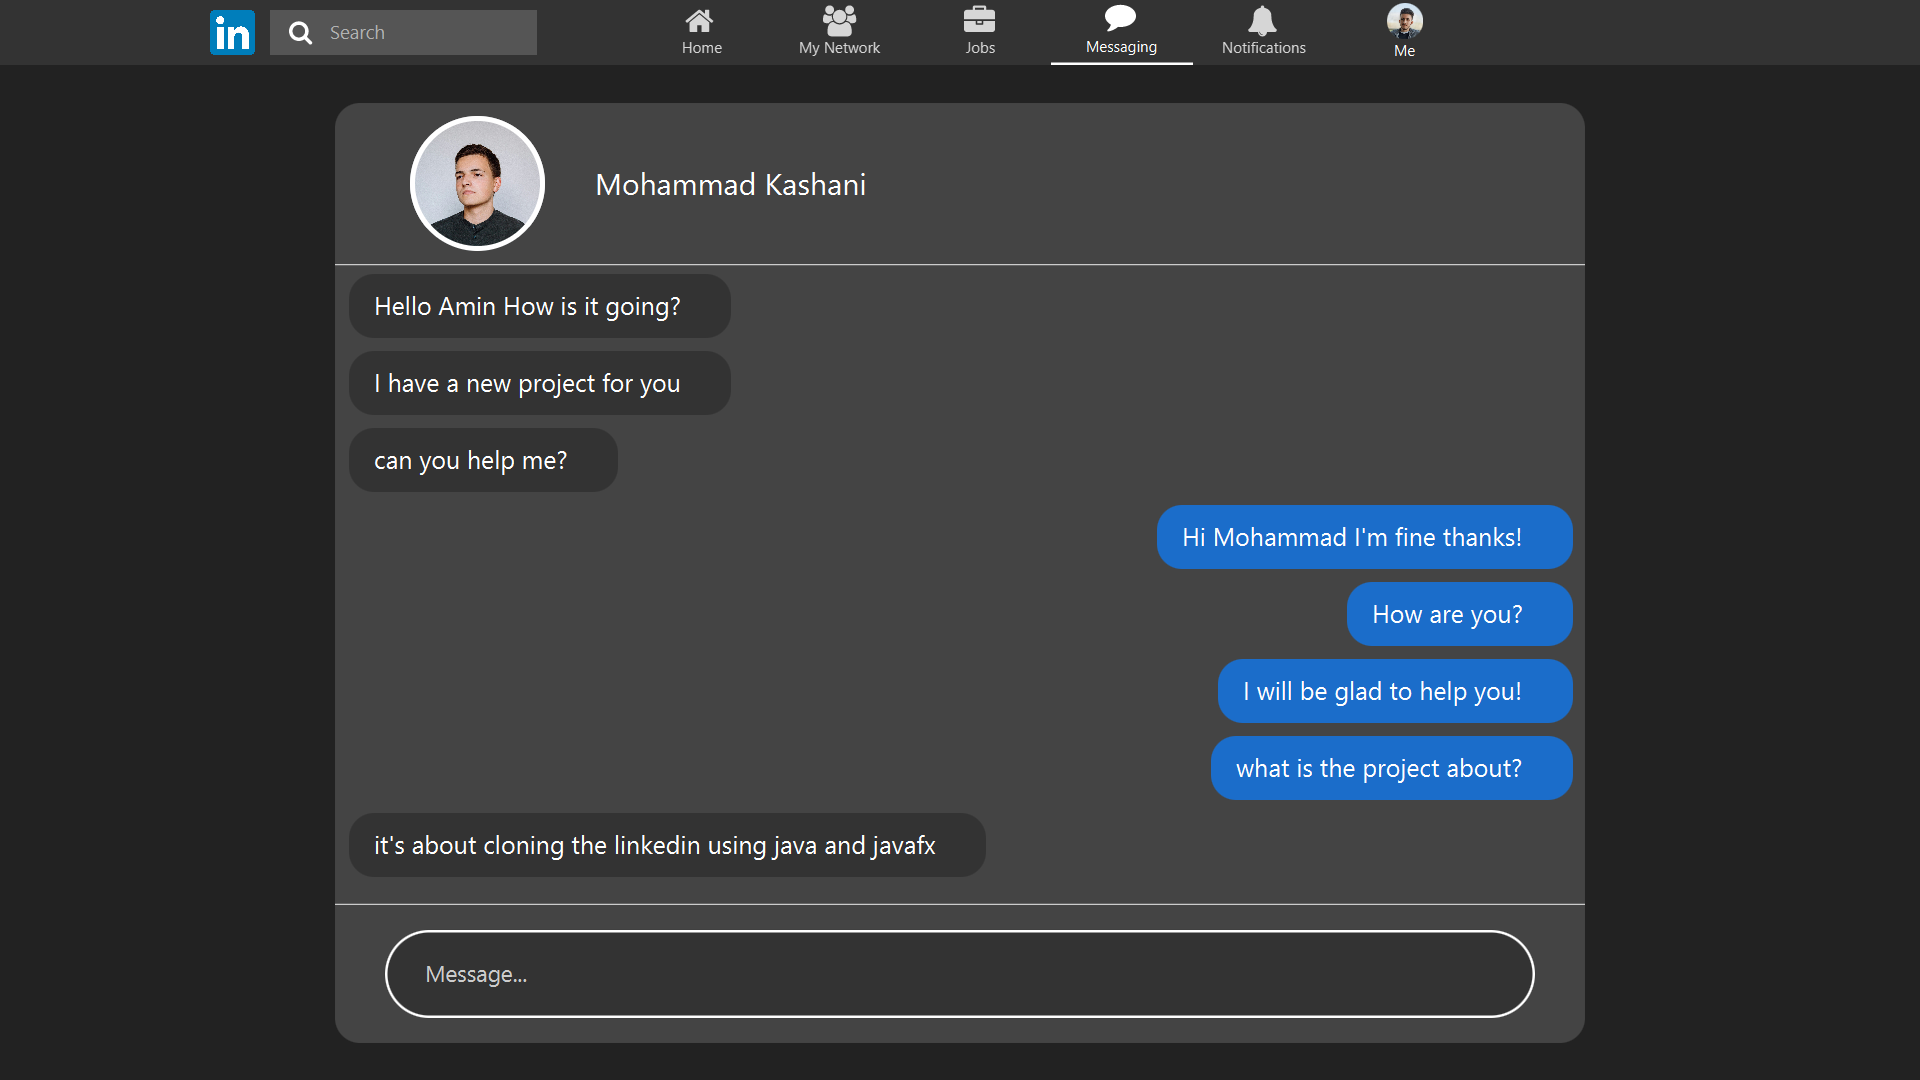 in
Search
Home
My Network
Jobs
Messaging
Notifications
Me
Mohammad Kashani
Hello Amin How is it going?
I have a new project for you
can you help me?
Hi Mohammad I'm fine thanks!
How are you?
I will be glad to help you!
what is the project about?
it's about cloning the linkedin using java and javafx
Message...